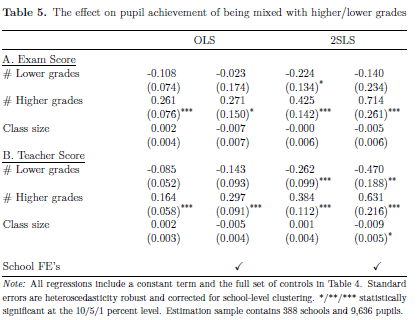 Table 5. The effect on pupil achievement of being mixed with higher/lower grades
OLS 2SLS
A. Exam Score
# Lower grades -0.108 -0.023 -0.224 -0.140
(0.074) (0.174) (0.134)* (0.234)
# Higher grades 0.261 0.271 0.425 0.714
(0.076)*** (0.150)* (0.142)*** (0.261)***
Class size 0.002 -0.007 -0.000 -0.005
(0.004) (0.007) (0.006) (0.006)
B. Teacher Score
# Lower grades -0.085 -0.143 -0.262 -0.470
(0.052) (0.093) (0.099)*** (0.188)**
# Higher grades 0.164 0.297 0.384 0.631
(0.058)*** (0.091)*** (0.112)*** (0.216)***
Class size 0.002 -0.005 0.001 -0.009
(0.003) (0.004) (0.004) (0.005)*
School FE's ✓ ✓
Note: All regressions include a constant term and the full set of controls in Table 4. Standard
errors are heteroscedasticity robust and corrected for school-level clustering. */**/*** statistically
significant at the 10/5/1 percent level. Estimation sample contains 388 schools and 9,636 pupils.